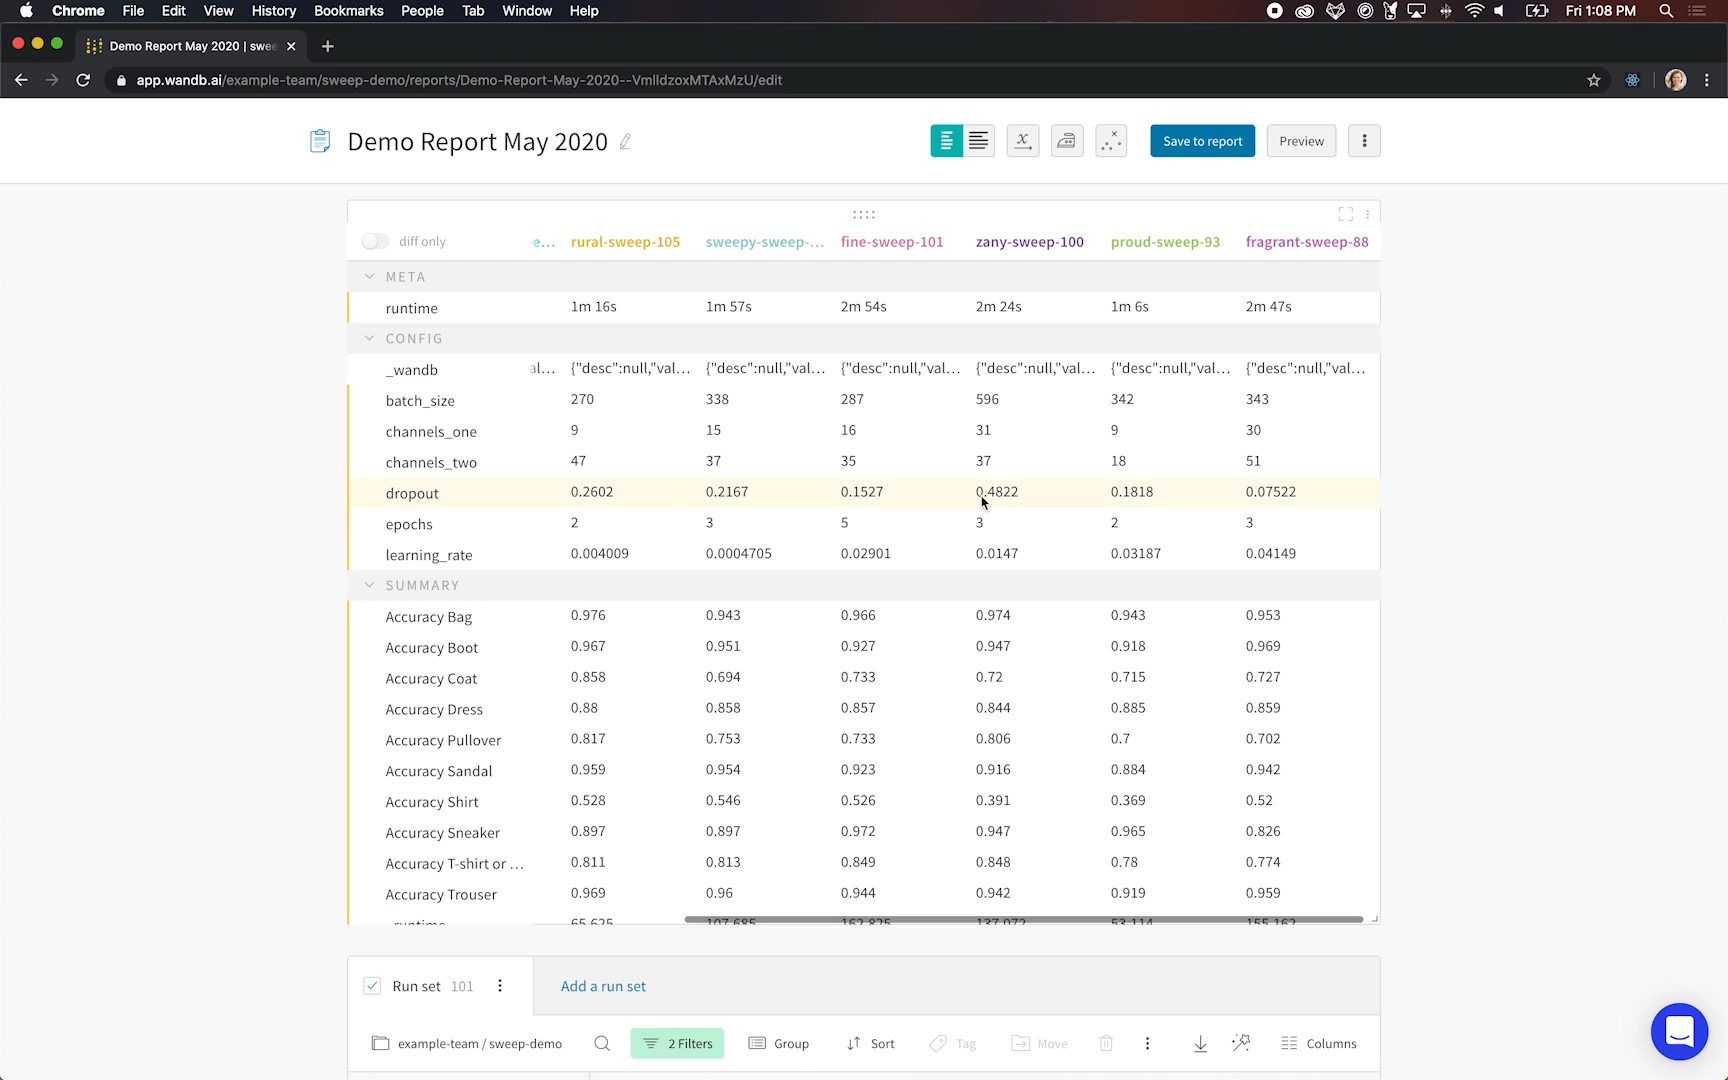 Chrome File Edit View History Bookmarks People Tab Window Help Fri 1:08 PM
Demo Report May 2020 | swee
app.wandb.ai/example-team/sweep-demo/reports/Demo-Report-May-2020--VmlldzoxMTAxMzU/edit
Demo Report May 2020 Save to report Preview
diff only e... rural-sweep-105 sweepy-sweep-... fine-sweep-101 zany-sweep-100 proud-sweep-93 fragrant-sweep-88
META
runtime 1m 16s 1m 57s 2m 54s 2m 24s 1m 6s 2m 47s
CONFIG
_wandb al... {"desc":null,"val... {"desc":null,"val... {"desc":null,"val... {"desc":null,"val... {"desc":null,"val... {"desc":null,"val...
batch_size 270 338 287 596 342 343
channels_one 9 15 16 31 9 30
channels_two 47 37 35 37 18 51
dropout 0.2602 0.2167 0.1527 0.4822 0.1818 0.07522
epochs 2 3 5 3 2 3
learning_rate 0.004009 0.0004705 0.02901 0.0147 0.03187 0.04149
SUMMARY
Accuracy Bag 0.976 0.943 0.966 0.974 0.943 0.953
Accuracy Boot 0.967 0.951 0.927 0.947 0.918 0.969
Accuracy Coat 0.858 0.694 0.733 0.72 0.715 0.727
Accuracy Dress 0.88 0.858 0.857 0.844 0.885 0.859
Accuracy Pullover 0.817 0.753 0.733 0.806 0.7 0.702
Accuracy Sandal 0.959 0.954 0.923 0.916 0.884 0.942
Accuracy Shirt 0.528 0.546 0.526 0.391 0.369 0.52
Accuracy Sneaker 0.897 0.897 0.972 0.947 0.965 0.826
Accuracy T-shirt or ... 0.811 0.813 0.849 0.848 0.78 0.774
Accuracy Trouser 0.969 0.96 0.944 0.942 0.919 0.959
_runtime 65.625 107.685 162.825 137.072 53.114 155.162
Run set 101 Add a run set
example-team / sweep-demo 2 Filters Group Sort Tag Move Columns